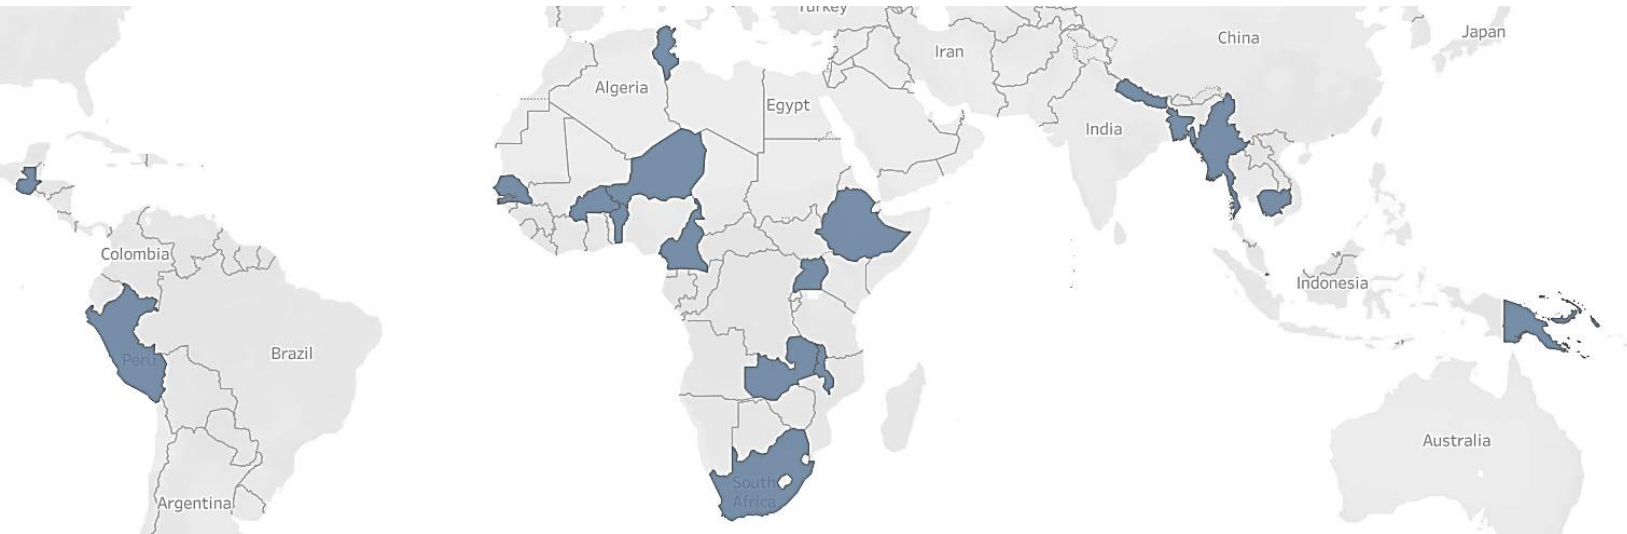 Turkey
China
Japan
Iran
Algeria
Egypt
India
Colombia
Indonesia
Peru
Brazil
Australia
South
Africa
Argentina